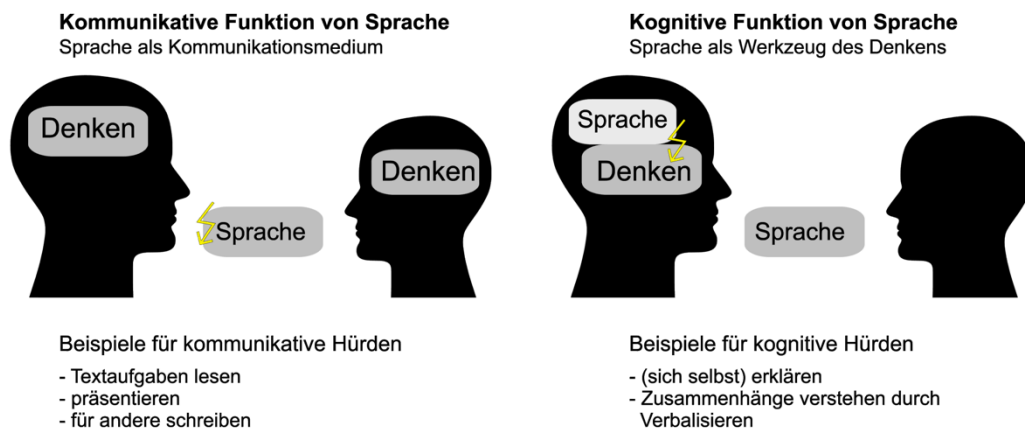 Kommunikative Funktion von Sprache
Sprache als Kommunikationsmedium
Denken
Denken
Sprache
Beispiele für kommunikative Hürden
- Textaufgaben lesen
- präsentieren
- für andere schreiben
Kognitive Funktion von Sprache
Sprache als Werkzeug des Denkens
Sprache
Denken
Sprache
Beispiele für kognitive Hürden
- (sich selbst) erklären
- Zusammenhänge verstehen durch
Verbalisieren